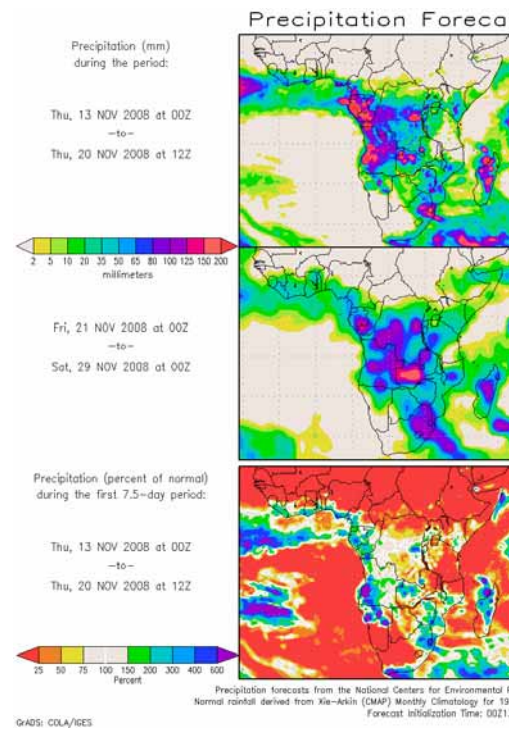 Precipitation Foreca
Precipitation (mm)
during the period:
Thu, 13 NOV 2008 at 00Z
-to-
Thu, 20 NOV 2008 at 12Z
2 5 10 20 35 50 65 80 100 125 150 200
millimeters
Fri, 21 NOV 2008 at 00Z
-to-
Sat, 29 NOV 2008 at 00Z
Precipitation (percent of normal)
during the first 7.5-day period:
Thu, 13 NOV 2008 at 00Z
-to-
Thu, 20 NOV 2008 at 12Z
25 50 75 100 150 200 300 400 600
Percent
Precipitation forecasts from the National Centers for Environmental
Normal rainfall derived from Xie-Arkin (CMAP) Monthly Climatology for 19
Forecast Initialization Time: 00Z1
GrADS: COLA/IGES